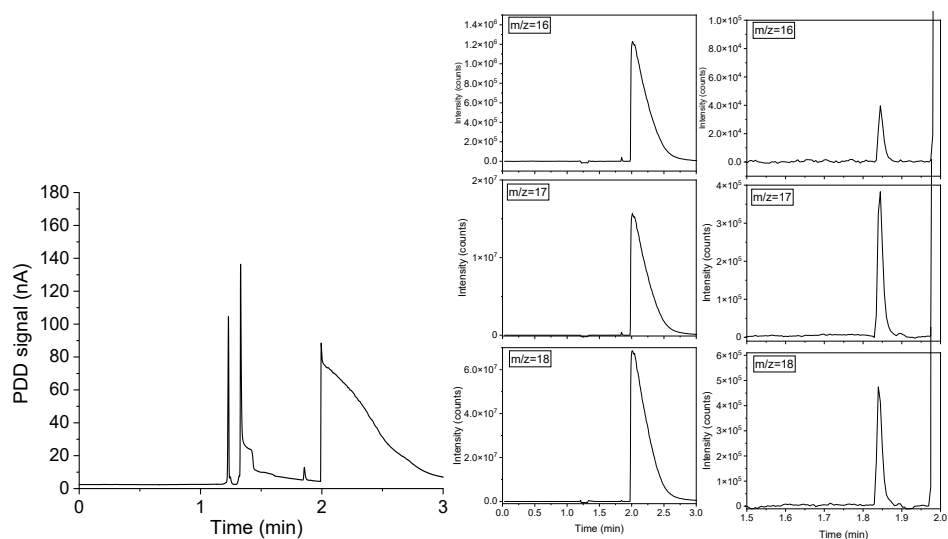 180
160
140
120
100
80
60
40
20
0
PDD signal (nA)
0 1 2 3
Time (min)
m/z=16
1.4×10⁶
1.2×10⁶
1.0×10⁶
8.0×10⁵
6.0×10⁵
4.0×10⁵
2.0×10⁵
0.0
Intensity (counts)
m/z=17
2×10⁷
1×10⁷
0
Intensity (counts)
m/z=18
6.0×10⁷
4.0×10⁷
2.0×10⁷
0.0
Intensity (counts)
0.0 0.5 1.0 1.5 2.0 2.5 3.0
Time (min)
m/z=16
1.0×10⁵
8.0×10⁴
6.0×10⁴
4.0×10⁴
2.0×10⁴
0.0
Intensity (counts)
m/z=17
4×10⁵
3×10⁵
2×10⁵
1×10⁵
0
Intensity (counts)
m/z=18
6×10⁵
5×10⁵
4×10⁵
3×10⁵
2×10⁵
1×10⁵
0
Intensity (counts)
1.5 1.6 1.7 1.8 1.9 2.0
Time (min)